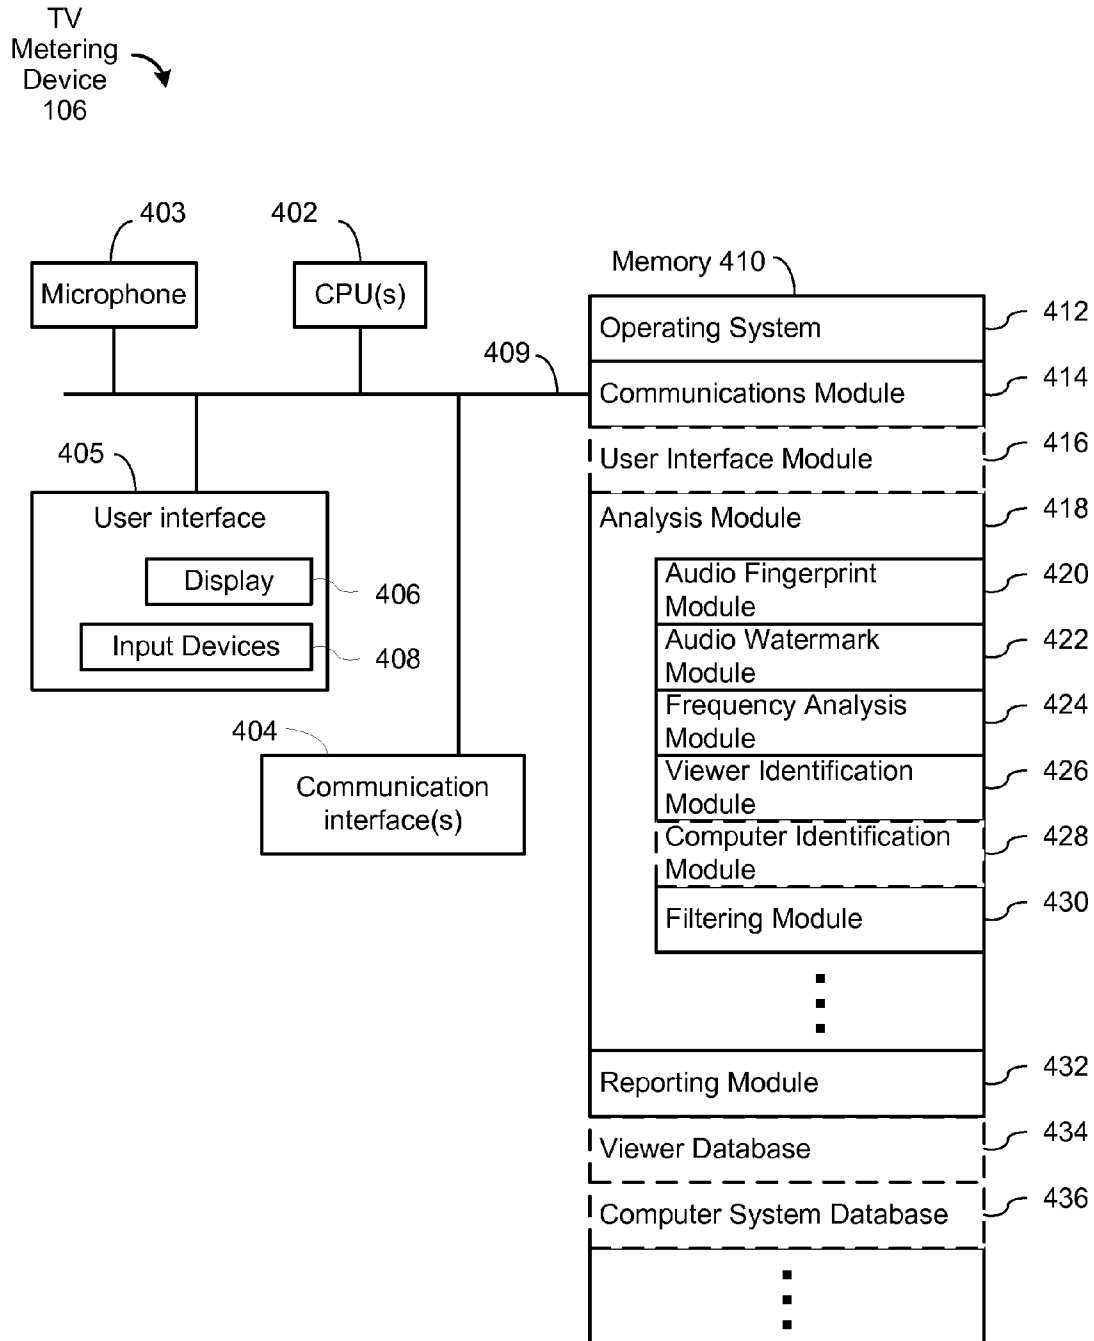 TV
Metering
Device
106
403
402
Microphone
CPU(s)
Memory 410
Operating System
412
409
Communications Module
414
User Interface Module
416
405
User interface
Analysis Module
418
Display
406
Audio Fingerprint
Module
420
Input Devices
408
Audio Watermark
Module
422
Frequency Analysis
Module
424
404
Communication
interface(s)
Viewer Identification
Module
426
Computer Identification
Module
428
Filtering Module
430
Reporting Module
432
Viewer Database
434
Computer System Database
436